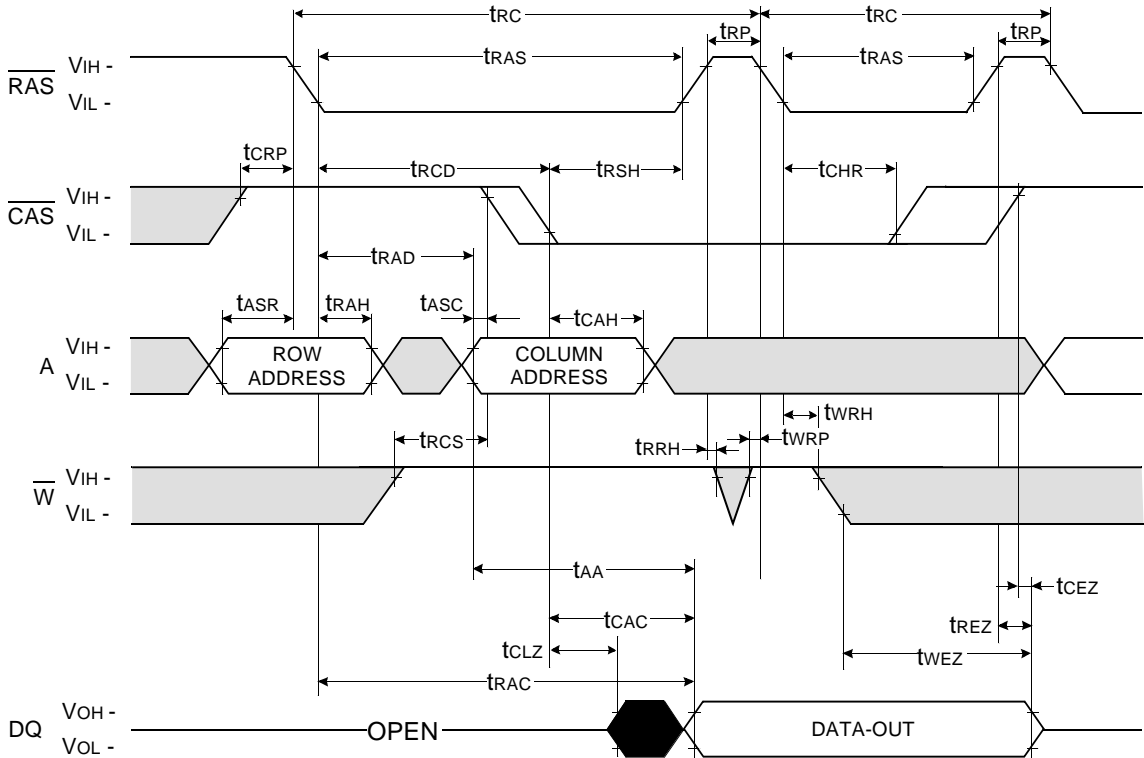 tRC tRC
tRP tRP
tRAS tRAS
RAS VIH -
VIL -
tCRP tRCD tRSH tCHR
CAS VIH -
VIL -
tRAD
tASR tRAH tASC tCAH
A VIH -
VIL -
ROW
ADDRESS
COLUMN
ADDRESS
tWRH
tRCS tRRH tWRP
W VIH -
VIL -
tAA tCEZ
tCAC tREZ
tCLZ tWEZ
tRAC
DQ VOH -
VOL -
OPEN DATA-OUT